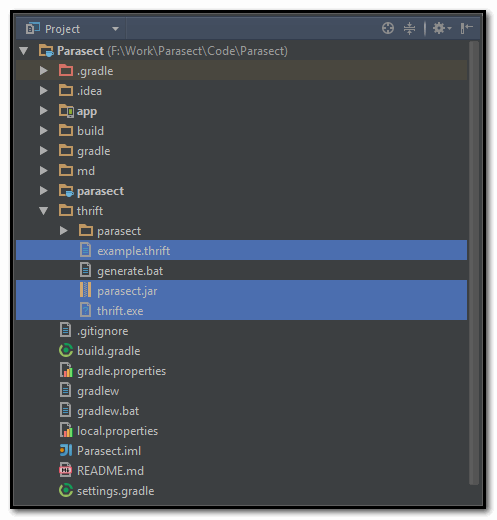 Project
Parasect (F:\Work\Parasect\Code\Parasect)
.gradle
.idea
app
build
gradle
md
parasect
thrift
parasect
example.thrift
generate.bat
parasect.jar
thrift.exe
.gitignore
build.gradle
gradle.properties
gradlew
gradlew.bat
local.properties
Parasect.iml
README.md
settings.gradle